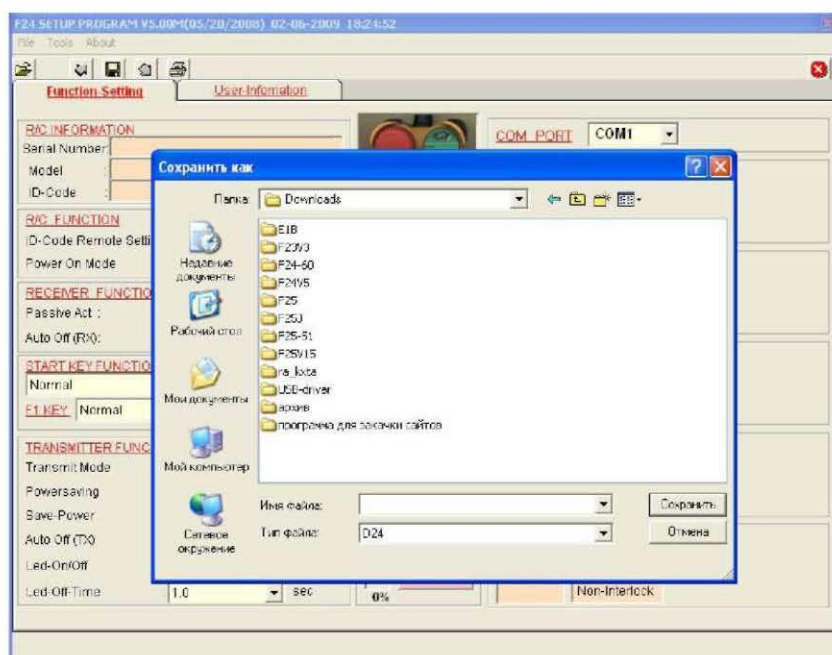 F24 SETUP PROGRAM V5.00M(05/20/2008) 02-06-2009 18:24:52
File Tools About
Function Setting
User-Infomation
R/C INFORMATION
Serial Number:
Model :
ID-Code :
R/C FUNCTION
ID-Code Remote Setti
Power On Mode
RECEIVER FUNCTIO
Passive Act :
Auto Off (RX):
START KEY FUNCTIO
Normal
F1 KEY Normal
TRANSMITTER FUNC
Transmit Mode
Powersaving
Save-Power
Auto Off (TX)
Led-On/Off
Led-Off-Time 1.0 sec
0%
COM PORT COM1
Non-Interlock
Сохранить как
Папка: Downloads
Недавние документы
Рабочий стол
Мои документы
Мой компьютер
Сетевое окружение
E1B
F23V3
F24-60
F24V5
F25
F25J
F25-51
F25V15
ra_kxta
USB-driver
архив
программа для закачки сайтов
Имя файла:
Сохранить
Тип файла: D24
Отмена